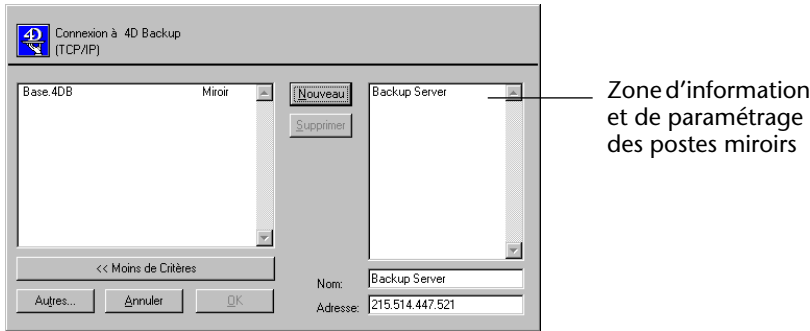 4D
Connexion à 4D Backup
(TCP/IP)
Base.4DB Miroir
Nouveau
Supprimer
Backup Server
<< Moins de Critères
Autres... Annuler OK
Nom: Backup Server
Adresse: 215.514.447.521
Zone d'information
et de paramétrage
des postes miroirs